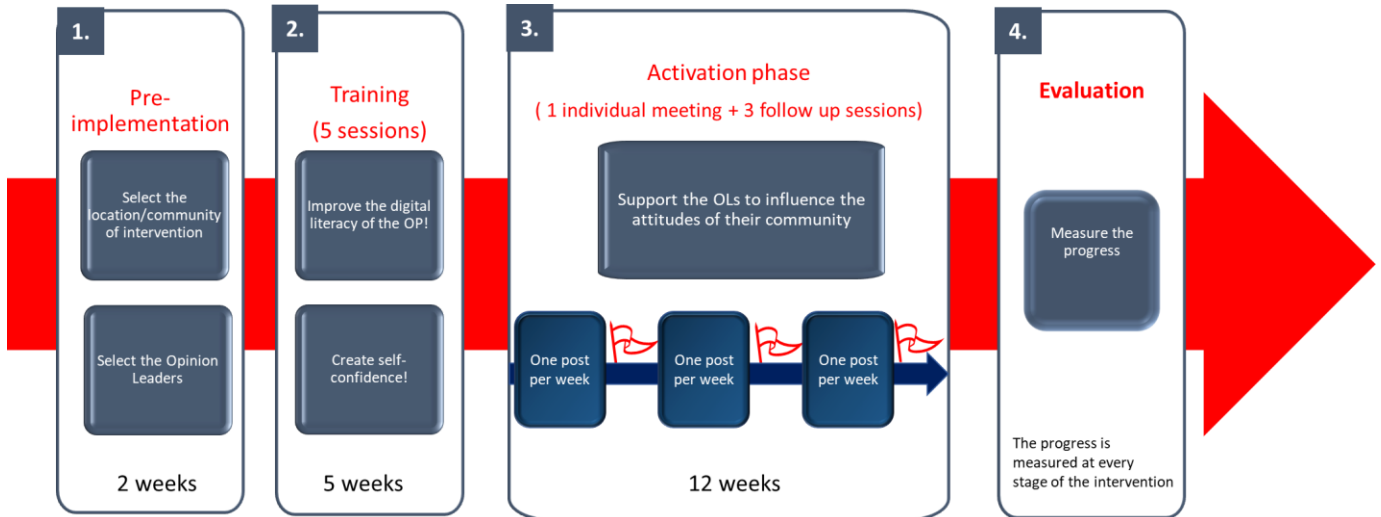 1.
Pre-
implementation
Select the
location/community
of intervention
Select the Opinion
Leaders
2 weeks
2.
Training
(5 sessions)
Improve the digital
literacy of the OP!
Create self-
confidence!
5 weeks
3.
Activation phase
( 1 individual meeting + 3 follow up sessions)
Support the OLs to influence the
attitudes of their community
One post
per week
One post
per week
One post
per week
12 weeks
4.
Evaluation
Measure the
progress
The progress is
measured at every
stage of the intervention